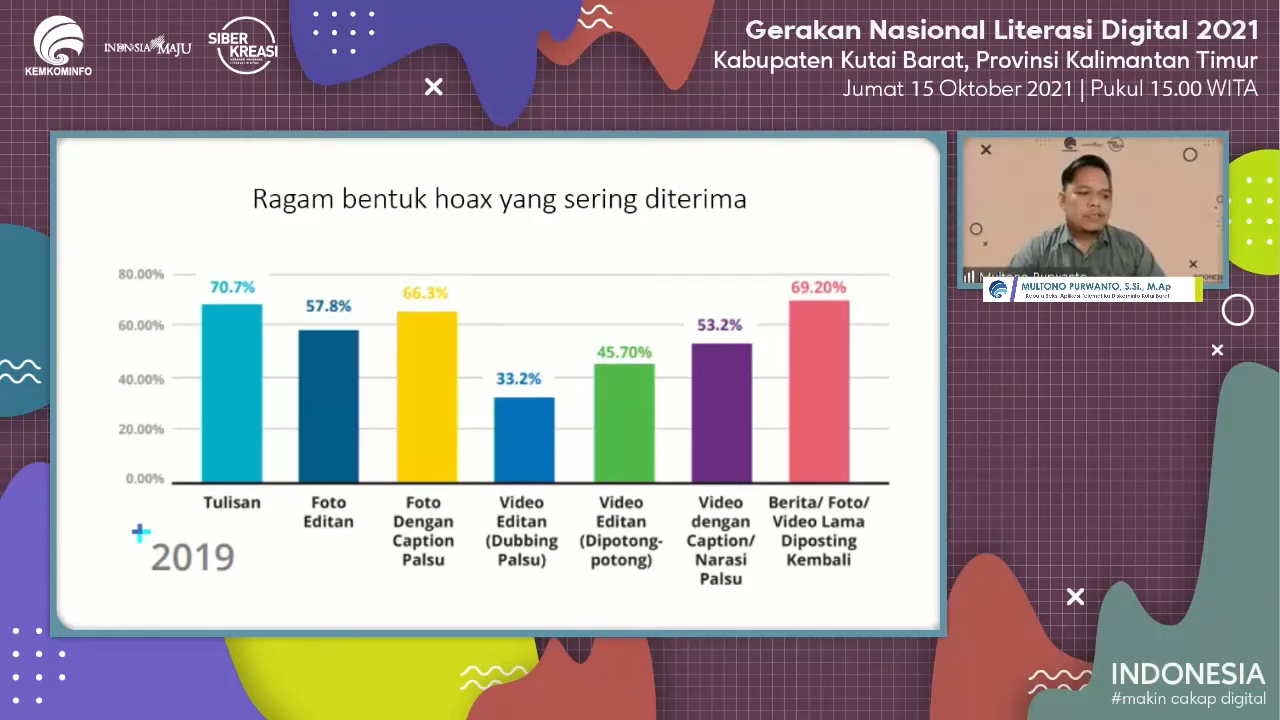 KEMKOMINFO
INDONESIA MAJU
SIBER
KREASI
Gerakan Nasional Literasi Digital 2021
Kabupaten Kutai Barat, Provinsi Kalimantan Timur
Jumat 15 Oktober 2021 | Pukul 15.00 WITA
Ragam bentuk hoax yang sering diterima
80.00%
60.00%
40.00%
20.00%
0.00%
70.7%
57.8%
66.3%
33.2%
45.70%
53.2%
69.20%
Tulisan
Foto
Editan
Foto
Dengan
Caption
Palsu
Video
Editan
(Dubbing
Palsu)
Video
Editan
(Dipotong-
potong)
Video
dengan
Caption/
Narasi
Palsu
Berita/ Foto/
Video Lama
Diposting
Kembali
2019
Multono Purwanto
MULTONO PURWANTO, S.Si., M.Ap
INDONESIA
#makin cakap digital